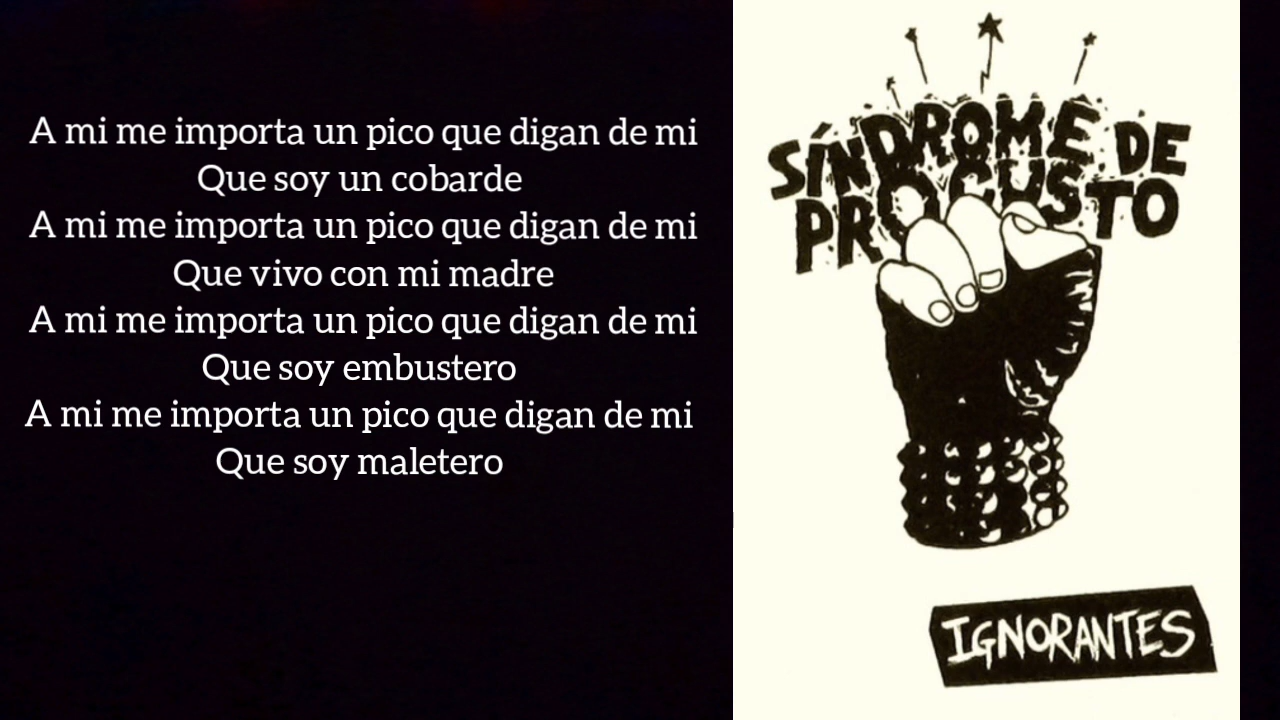 A mi me importa un pico que digan de mi
Que soy un cobarde
A mi me importa un pico que digan de mi
Que vivo con mi madre
A mi me importa un pico que digan de mi
Que soy embustero
A mi me importa un pico que digan de mi
Que soy maletero
SÍNDROME DE
PROCUSTO
IGNORANTES